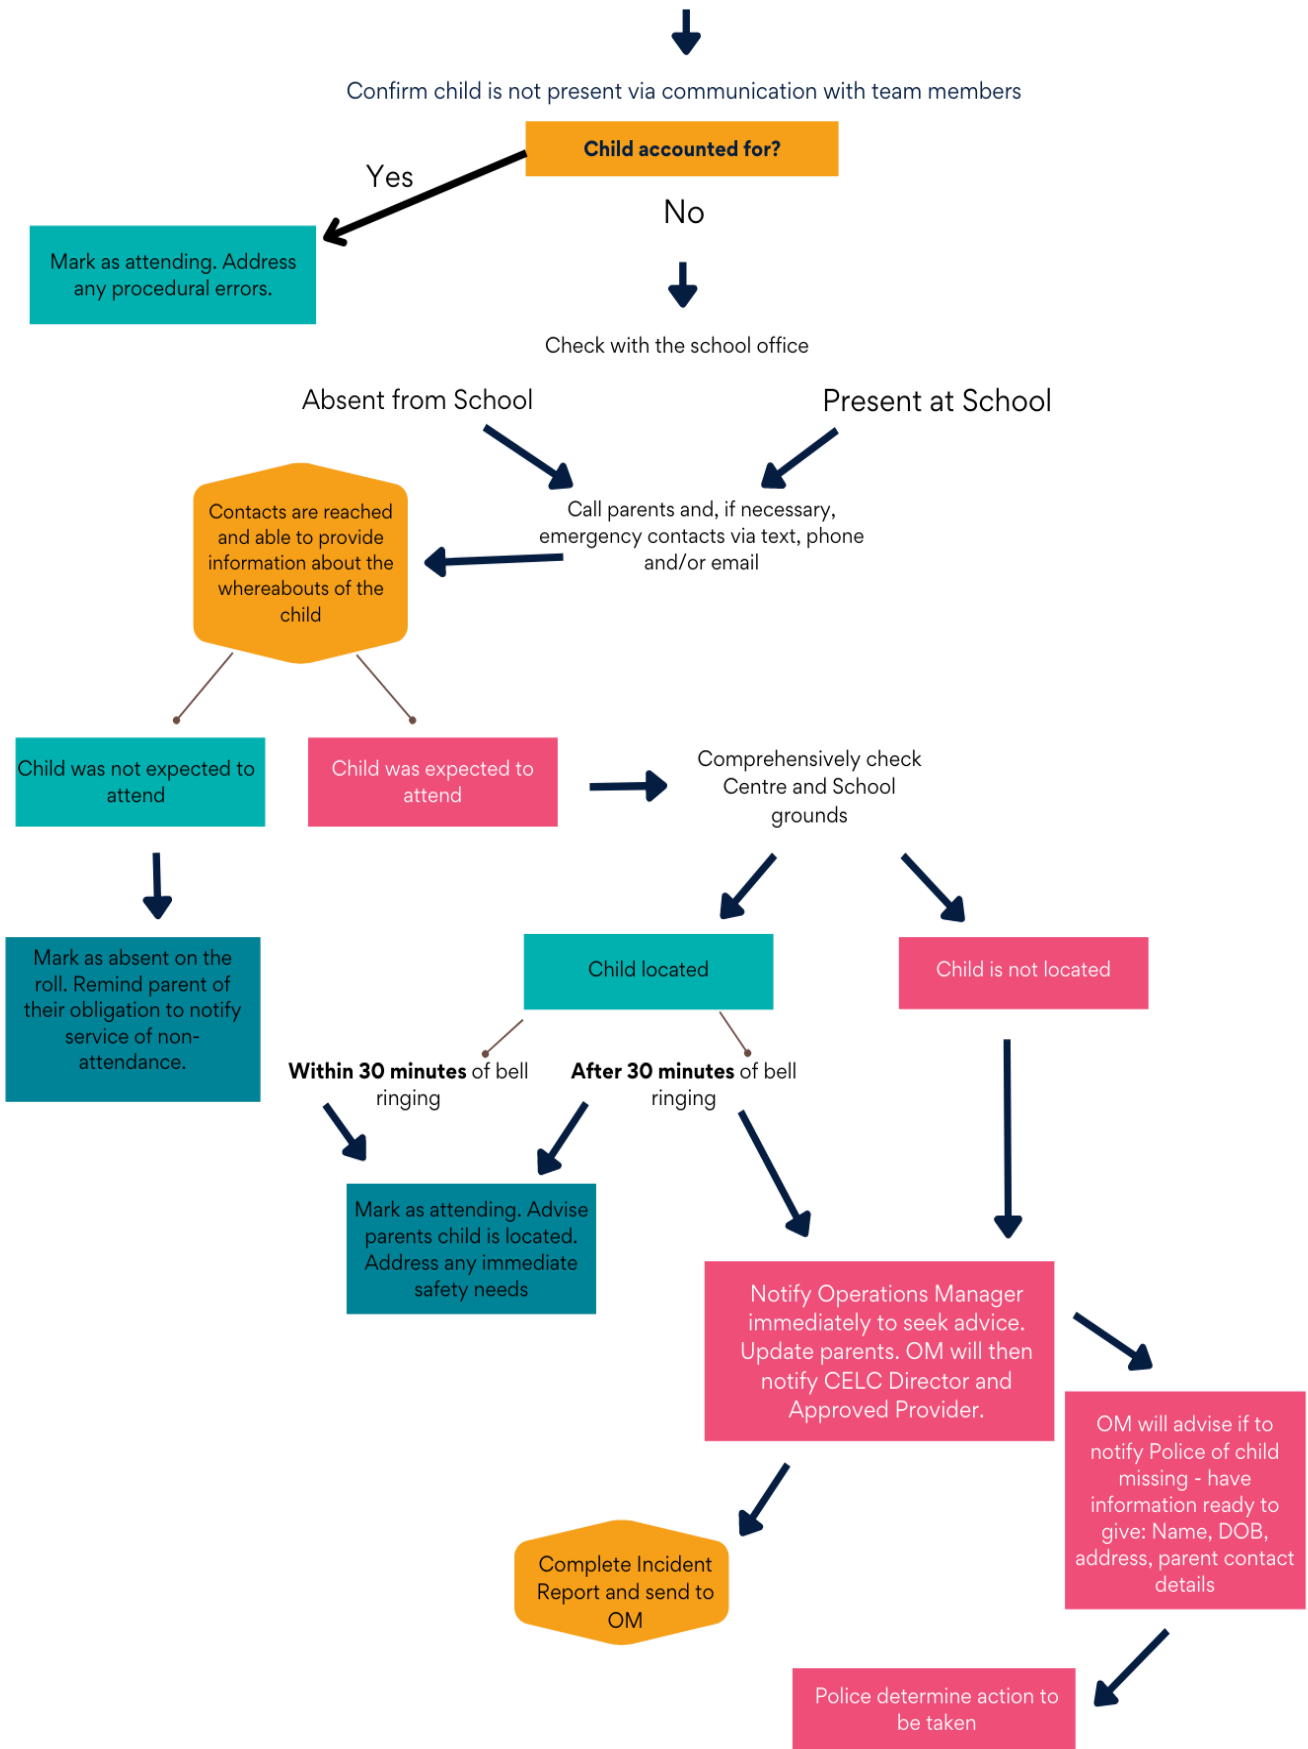 Confirm child is not present via communication with team members
Child accounted for?
Yes
No
Mark as attending. Address
any procedural errors.
Check with the school office
Absent from School
Present at School
Contacts are reached
and able to provide
information about the
whereabouts of the
child
Call parents and, if necessary,
emergency contacts via text, phone
and/or email
Child was not expected to
attend
Child was expected to
attend
Comprehensively check
Centre and School
grounds
Mark as absent on the
roll. Remind parent of
their obligation to notify
service of non-
attendance.
Child located
Child is not located
Within 30 minutes of bell
ringing
After 30 minutes of bell
ringing
Mark as attending. Advise
parents child is located.
Address any immediate
safety needs
Notify Operations Manager
immediately to seek advice.
Update parents. OM will then
notify CELC Director and
Approved Provider.
OM will advise if to
notify Police of child
missing - have
information ready to
give: Name, DOB,
address, parent contact
details
Complete Incident
Report and send to
OM
Police determine action to
be taken